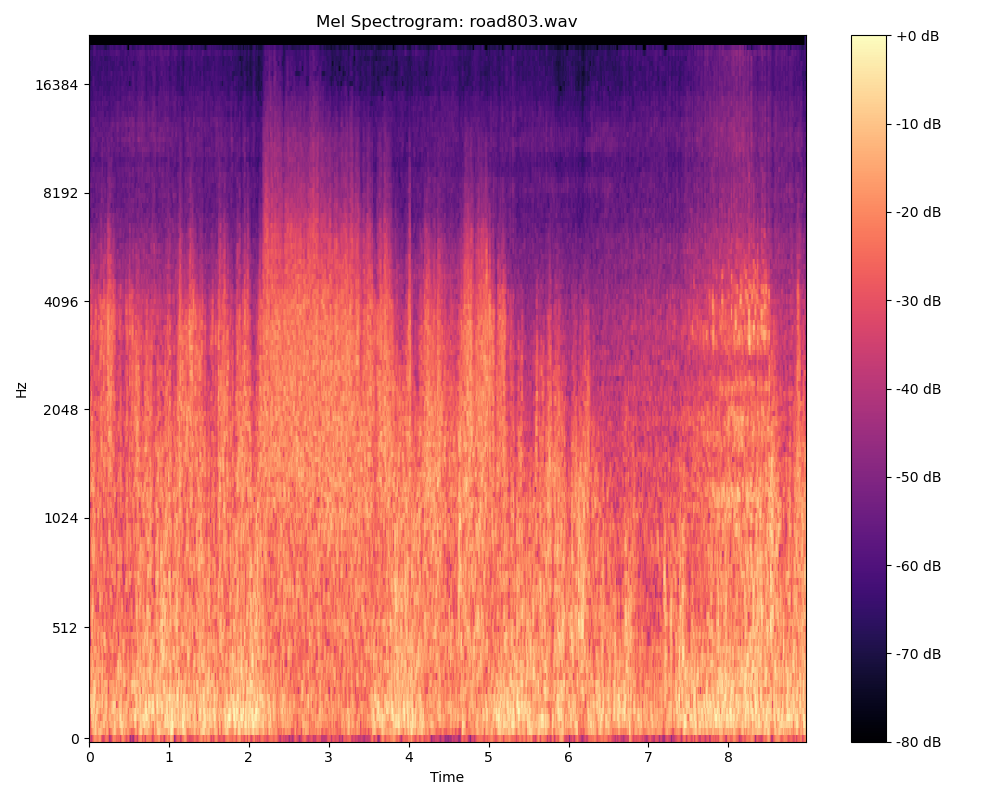 Mel Spectrogram: road803.wav
16384
8192
4096
2048
1024
512
0
Hz
0 1 2 3 4 5 6 7 8
Time
+0 dB
-10 dB
-20 dB
-30 dB
-40 dB
-50 dB
-60 dB
-70 dB
-80 dB